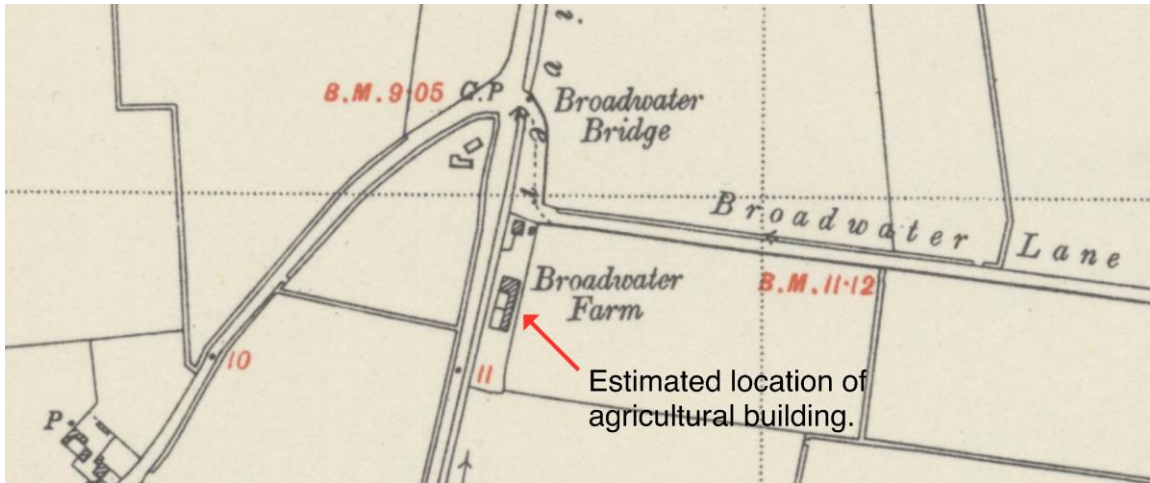 B.M.9·05 G.P
Broadwater
Bridge
Broadwater Lane
Broadwater
Farm
B.M.11·12
10
11
P
Estimated location of
agricultural building.